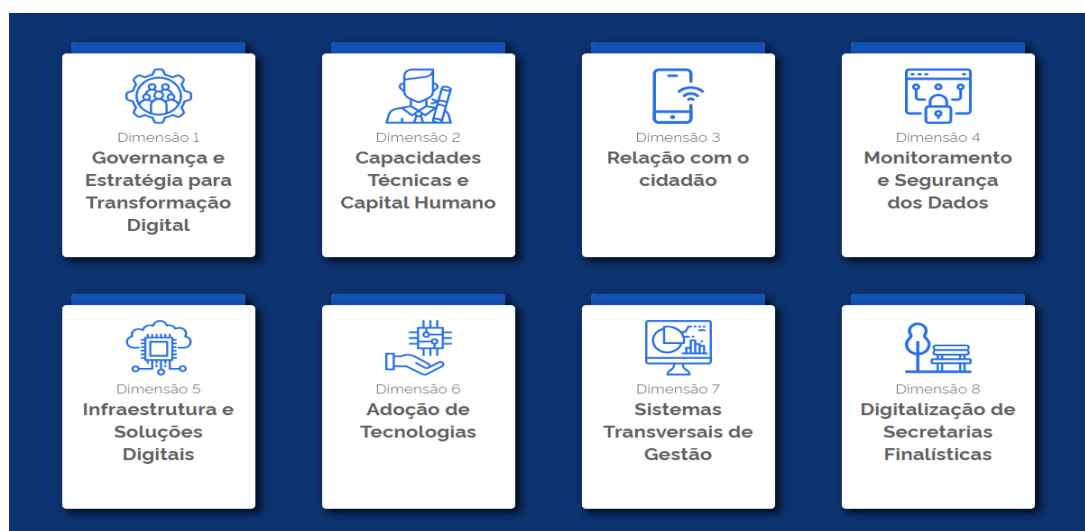 Dimensão 1
Governança e
Estratégia para
Transformação
Digital
Dimensão 2
Capacidades
Técnicas e
Capital Humano
Dimensão 3
Relação com o
cidadão
Dimensão 4
Monitoramento
e Segurança
dos Dados
Dimensão 5
Infraestrutura e
Soluções
Digitais
Dimensão 6
Adoção de
Tecnologias
Dimensão 7
Sistemas
Transversais de
Gestão
Dimensão 8
Digitalização de
Secretarias
Finalísticas